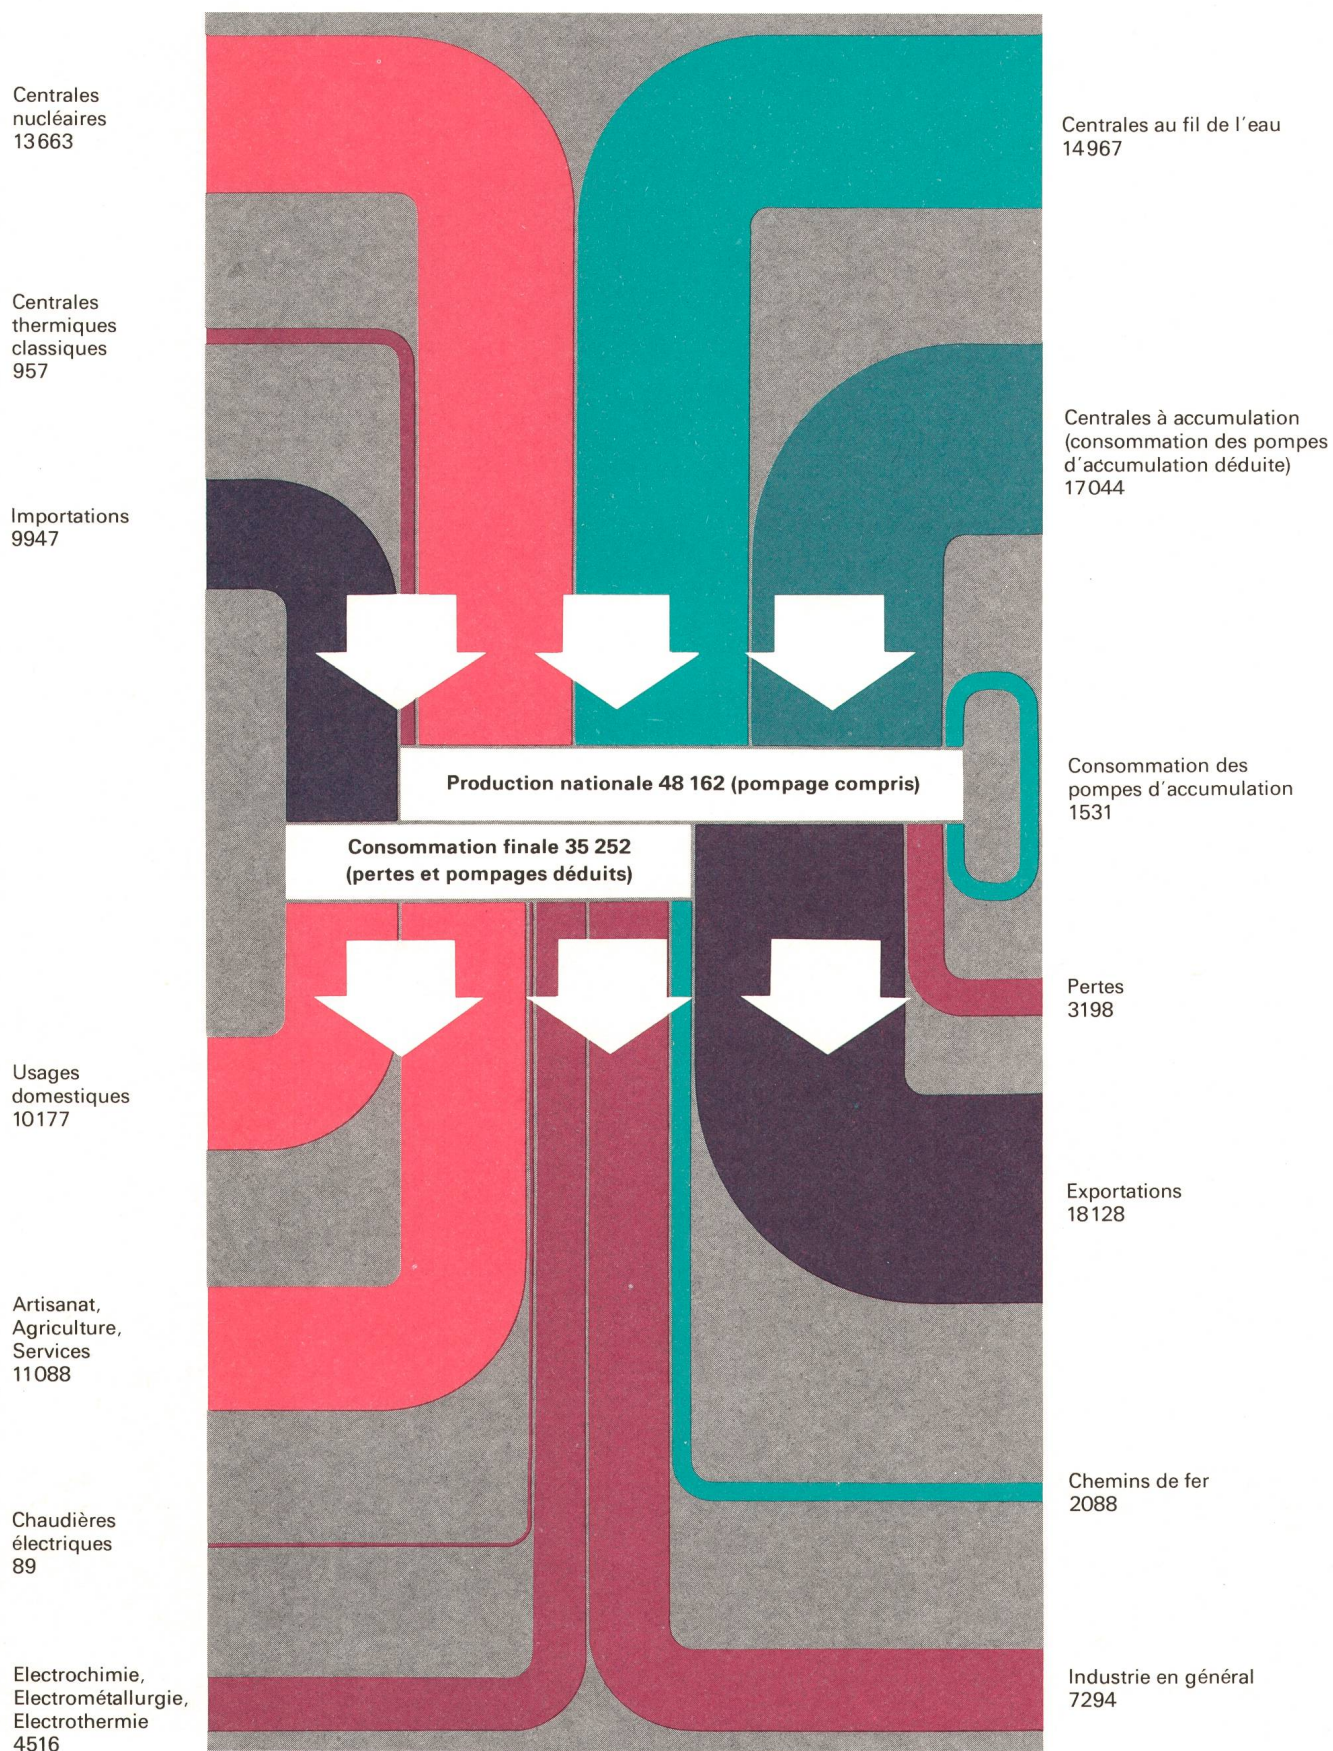 Centrales
nucléaires
13663
Centrales
thermiques
classiques
957
Importations
9947
Centrales au fil de l'eau
14967
Centrales à accumulation
(consommation des pompes
d'accumulation déduite)
17044
Production nationale 48 162 (pompage compris)
Consommation finale 35 252
(pertes et pompages déduits)
Consommation des
pompes d'accumulation
1531
Pertes
3198
Exportations
18128
Usages
domestiques
10177
Artisanat,
Agriculture,
Services
11088
Chaudières
électriques
89
Electrochimie,
Electrométallurgie,
Electrothermie
4516
Chemins de fer
2088
Industrie en général
7294